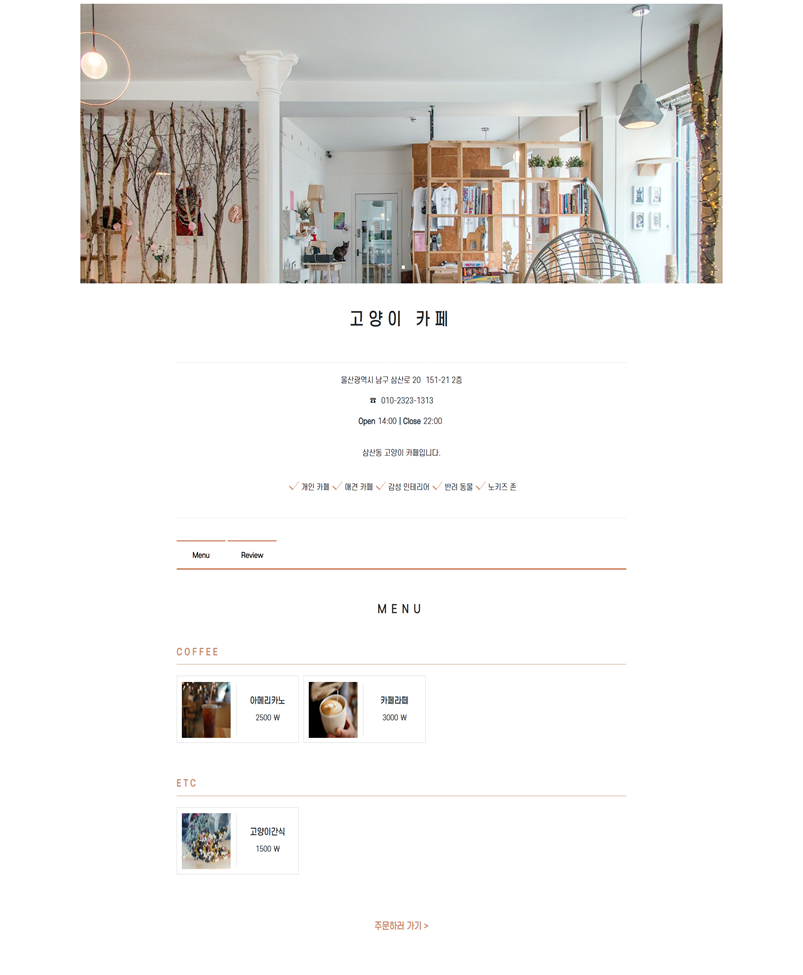 고양이 카페
울산광역시 남구 삼산로 20 151-21 2층
☎ 010-2323-1313
Open 14:00 | Close 22:00
삼산동 고양이 카페입니다.
개인 카페 애견 카페 감성 인테리어 반려 동물 노키즈 존
Menu Review
MENU
COFFEE
아메리카노
2500 W
카페라떼
3000 W
ETC
고양이간식
1500 W
주문하러 가기 >